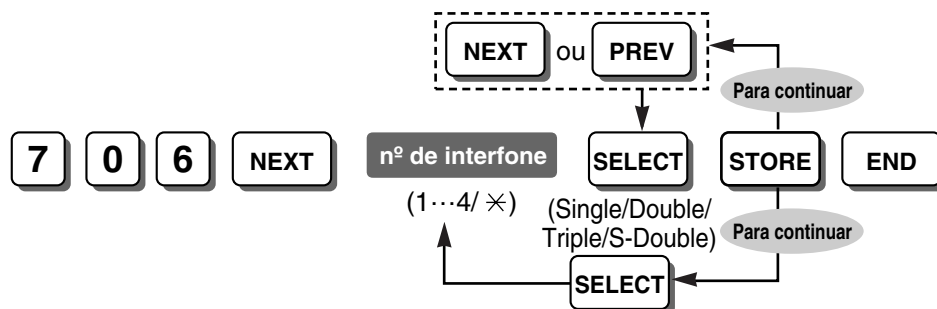 NEXT ou PREV
Para continuar
7 0 6 NEXT nº de interfone SELECT STORE END
(1···4/ ✳)
(Single/Double/
Triple/S-Double)
Para continuar
SELECT